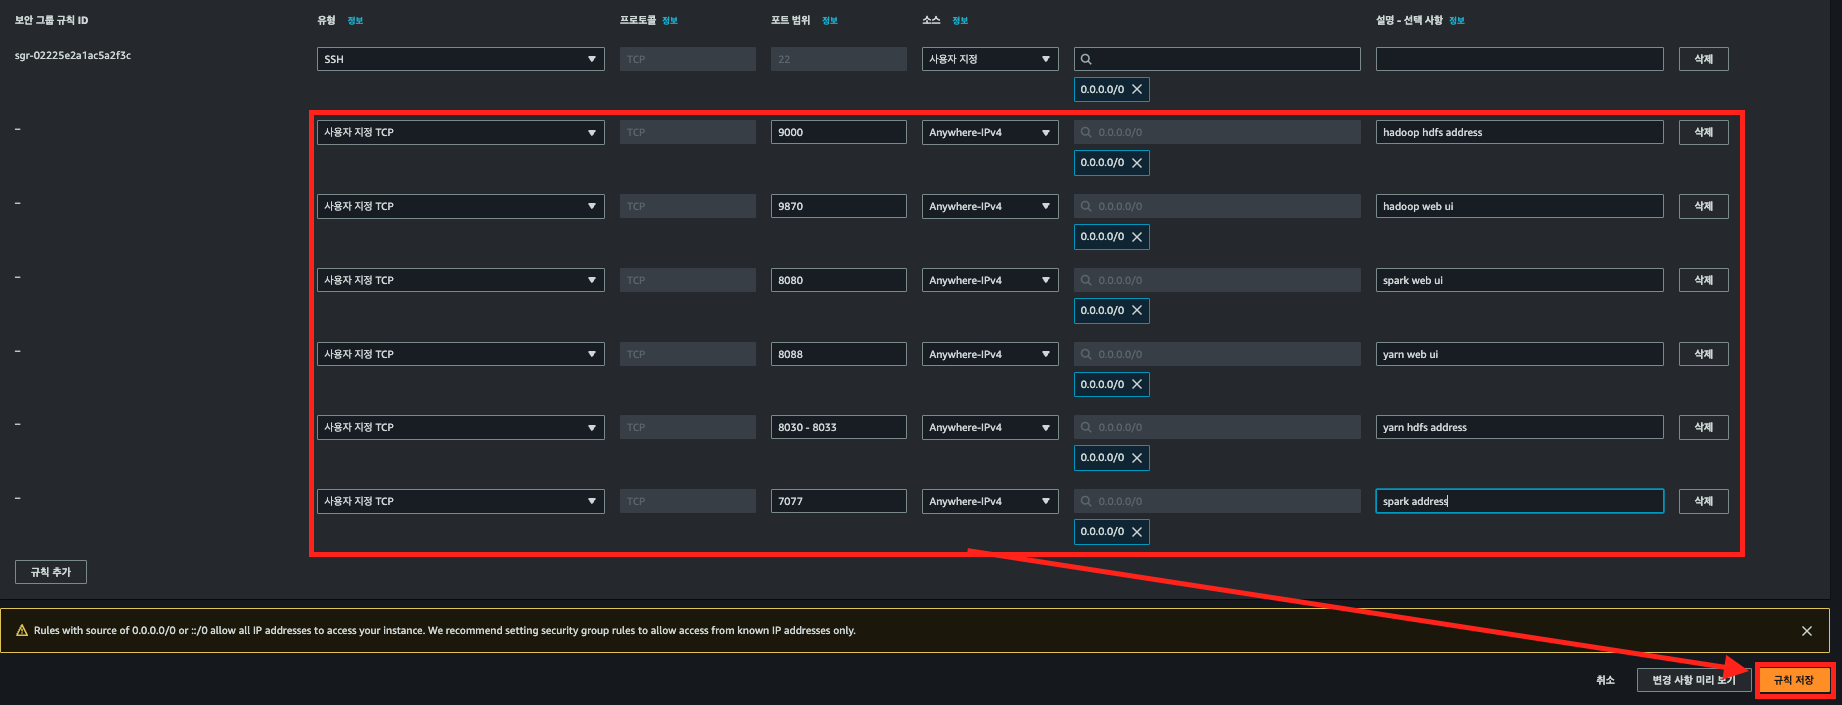 보안 그룹 규칙 ID 유형 정보 프로토콜 정보 포트 범위 정보 소스 정보 설명 - 선택 사항 정보
sgr-02225e2a1ac5a2f3c SSH TCP 22 사용자 지정 삭제
0.0.0.0/0
– 사용자 지정 TCP TCP 9000 Anywhere-IPv4 0.0.0.0/0 hadoop hdfs address 삭제
0.0.0.0/0
– 사용자 지정 TCP TCP 9870 Anywhere-IPv4 0.0.0.0/0 hadoop web ui 삭제
0.0.0.0/0
– 사용자 지정 TCP TCP 8080 Anywhere-IPv4 0.0.0.0/0 spark web ui 삭제
0.0.0.0/0
– 사용자 지정 TCP TCP 8088 Anywhere-IPv4 0.0.0.0/0 yarn web ui 삭제
0.0.0.0/0
– 사용자 지정 TCP TCP 8030 - 8033 Anywhere-IPv4 0.0.0.0/0 yarn hdfs address 삭제
0.0.0.0/0
– 사용자 지정 TCP TCP 7077 Anywhere-IPv4 0.0.0.0/0 spark address 삭제
0.0.0.0/0
규칙 추가
Rules with source of 0.0.0.0/0 or ::/0 allow all IP addresses to access your instance. We recommend setting security group rules to allow access from known IP addresses only.
취소 변경 사항 미리 보기 규칙 저장